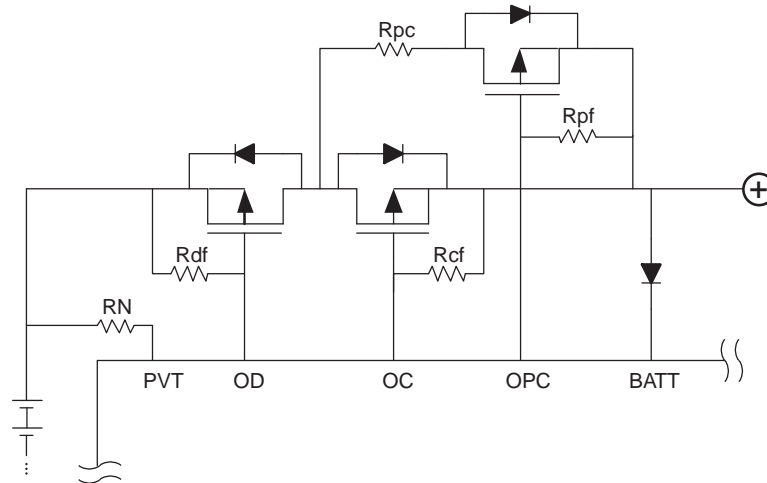 Rpc
Rpf
Rdf
Rcf
RN
PVT OD OC OPC BATT
...